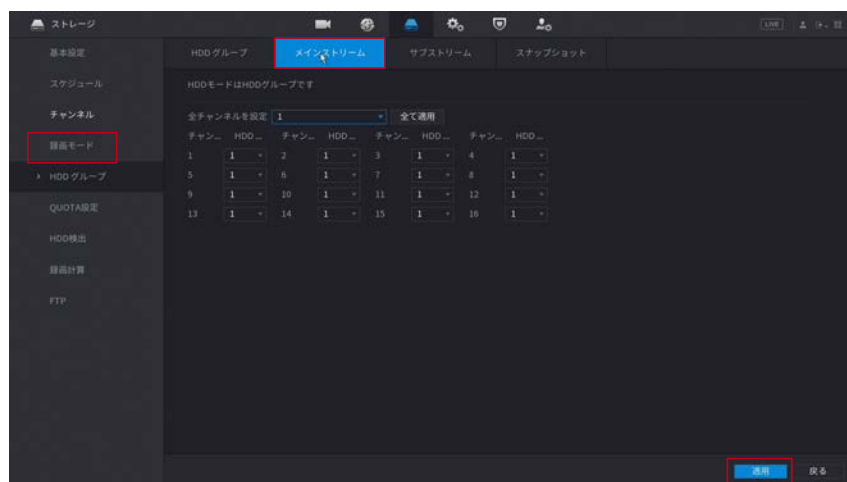 ストレージ
LIVE
基本設定
スケジュール
チャンネル
録画モード
HDD グループ
QUOTA設定
HDD検出
録画計算
FTP
HDD グループ メインストリーム サブストリーム スナップショット
HDDモードはHDDグループです
全チャンネルを設定 1 全て適用
チャン... HDD ... チャン... HDD ... チャン... HDD ... チャン... HDD ...
1 1 2 1 3 1 4 1
5 1 6 1 7 1 8 1
9 1 10 1 11 1 12 1
13 1 14 1 15 1 16 1
適用 戻る